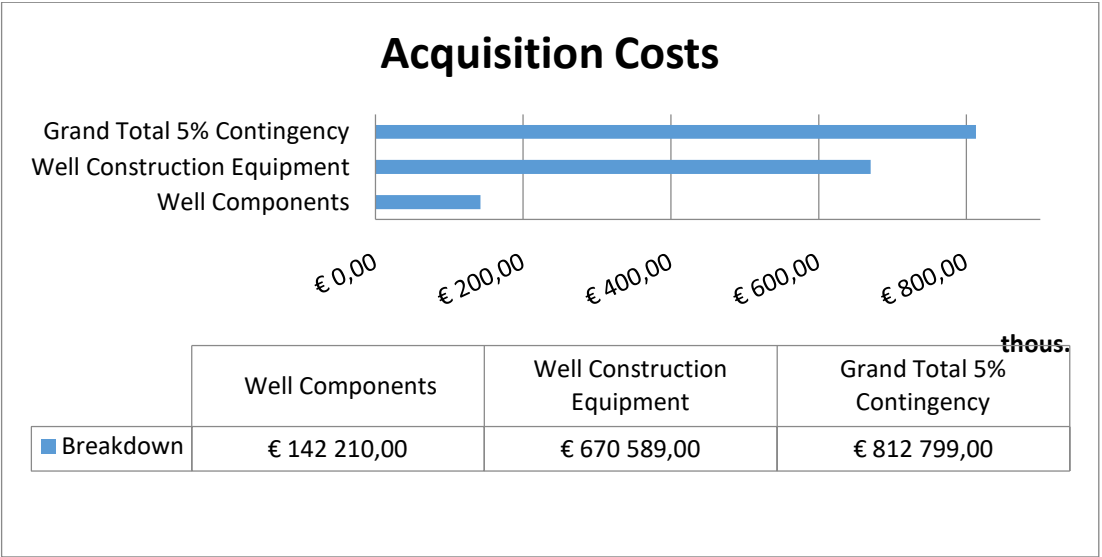 Acquisition Costs
Grand Total 5% Contingency
Well Construction Equipment
Well Components
€ 0,00
€ 200,00
€ 400,00
€ 600,00
€ 800,00
thous.
Well Components
Well Construction
Equipment
Grand Total 5%
Contingency
Breakdown
€ 142 210,00
€ 670 589,00
€ 812 799,00